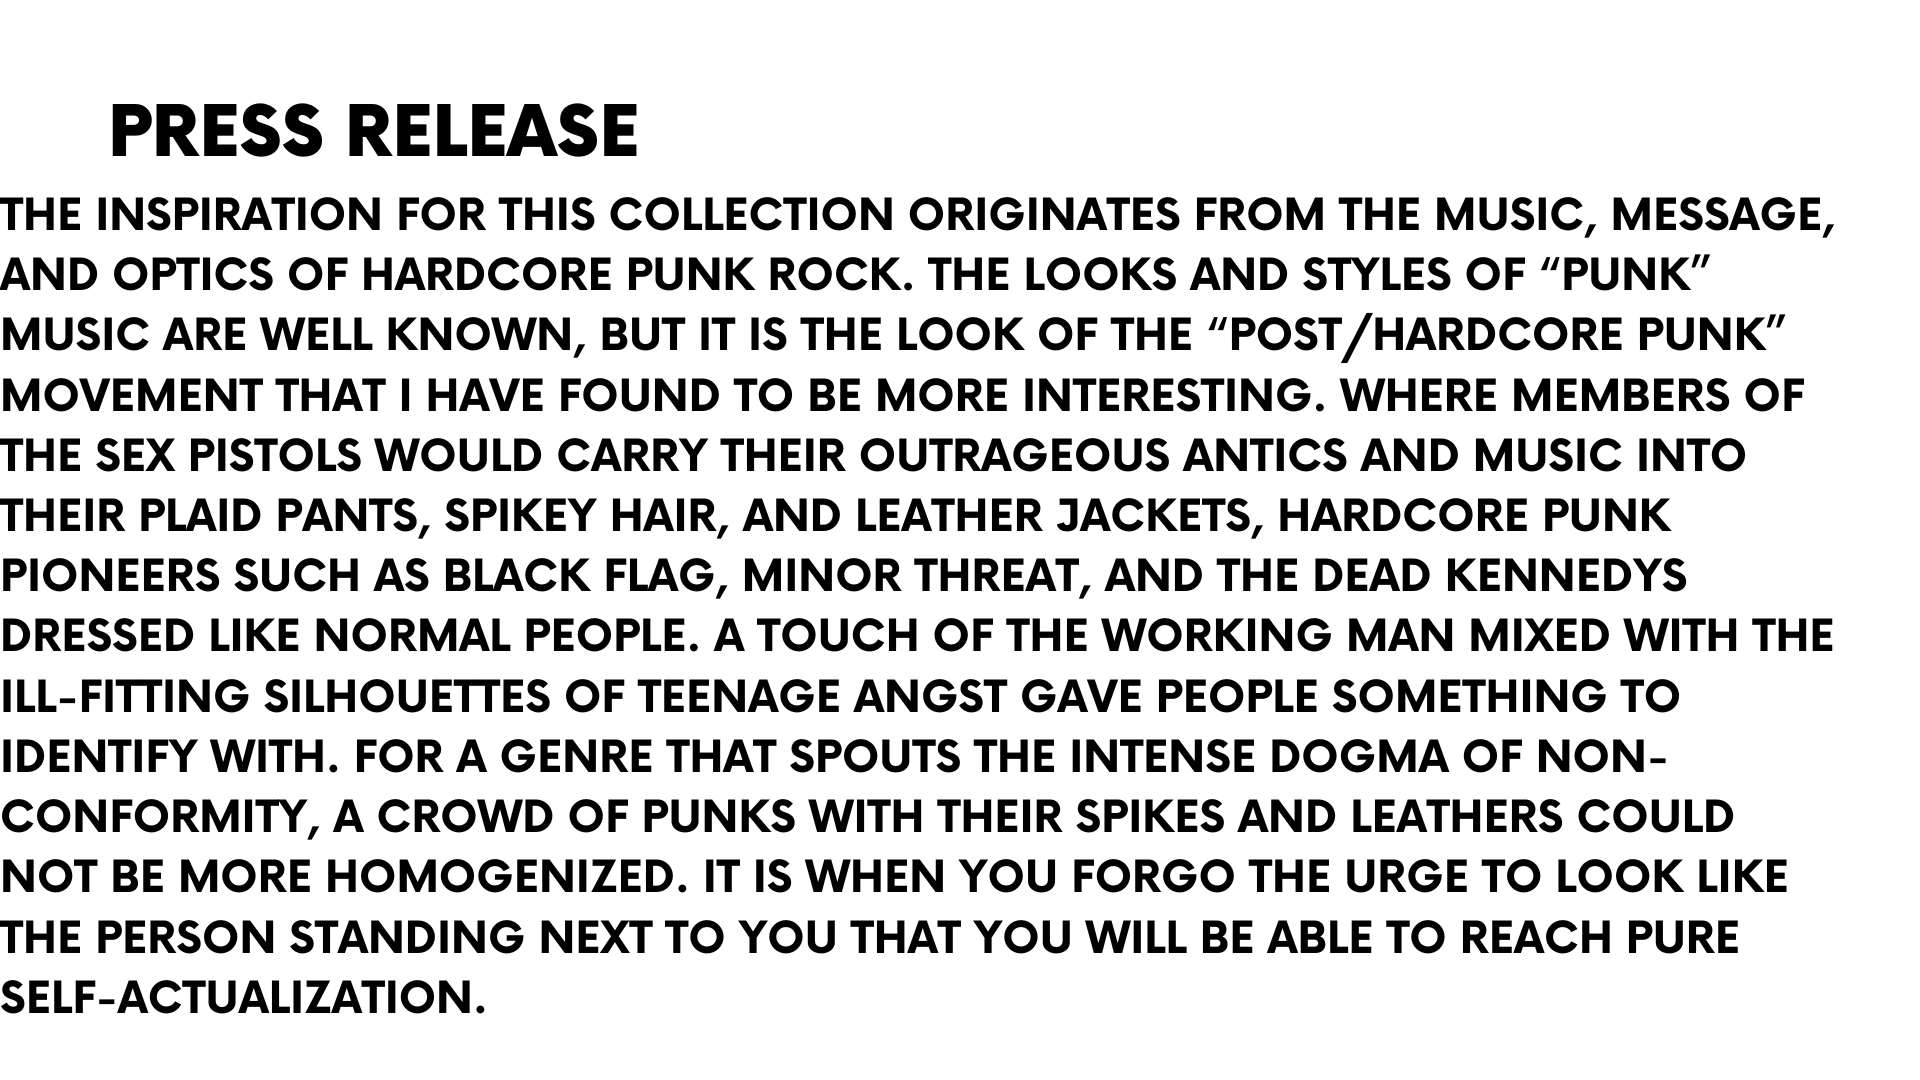 PRESS RELEASE
THE INSPIRATION FOR THIS COLLECTION ORIGINATES FROM THE MUSIC, MESSAGE,
AND OPTICS OF HARDCORE PUNK ROCK. THE LOOKS AND STYLES OF “PUNK”
MUSIC ARE WELL KNOWN, BUT IT IS THE LOOK OF THE “POST/HARDCORE PUNK”
MOVEMENT THAT I HAVE FOUND TO BE MORE INTERESTING. WHERE MEMBERS OF
THE SEX PISTOLS WOULD CARRY THEIR OUTRAGEOUS ANTICS AND MUSIC INTO
THEIR PLAID PANTS, SPIKEY HAIR, AND LEATHER JACKETS, HARDCORE PUNK
PIONEERS SUCH AS BLACK FLAG, MINOR THREAT, AND THE DEAD KENNEDYS
DRESSED LIKE NORMAL PEOPLE. A TOUCH OF THE WORKING MAN MIXED WITH THE
ILL-FITTING SILHOUETTES OF TEENAGE ANGST GAVE PEOPLE SOMETHING TO
IDENTIFY WITH. FOR A GENRE THAT SPOUTS THE INTENSE DOGMA OF NON-
CONFORMITY, A CROWD OF PUNKS WITH THEIR SPIKES AND LEATHERS COULD
NOT BE MORE HOMOGENIZED. IT IS WHEN YOU FORGO THE URGE TO LOOK LIKE
THE PERSON STANDING NEXT TO YOU THAT YOU WILL BE ABLE TO REACH PURE
SELF-ACTUALIZATION.